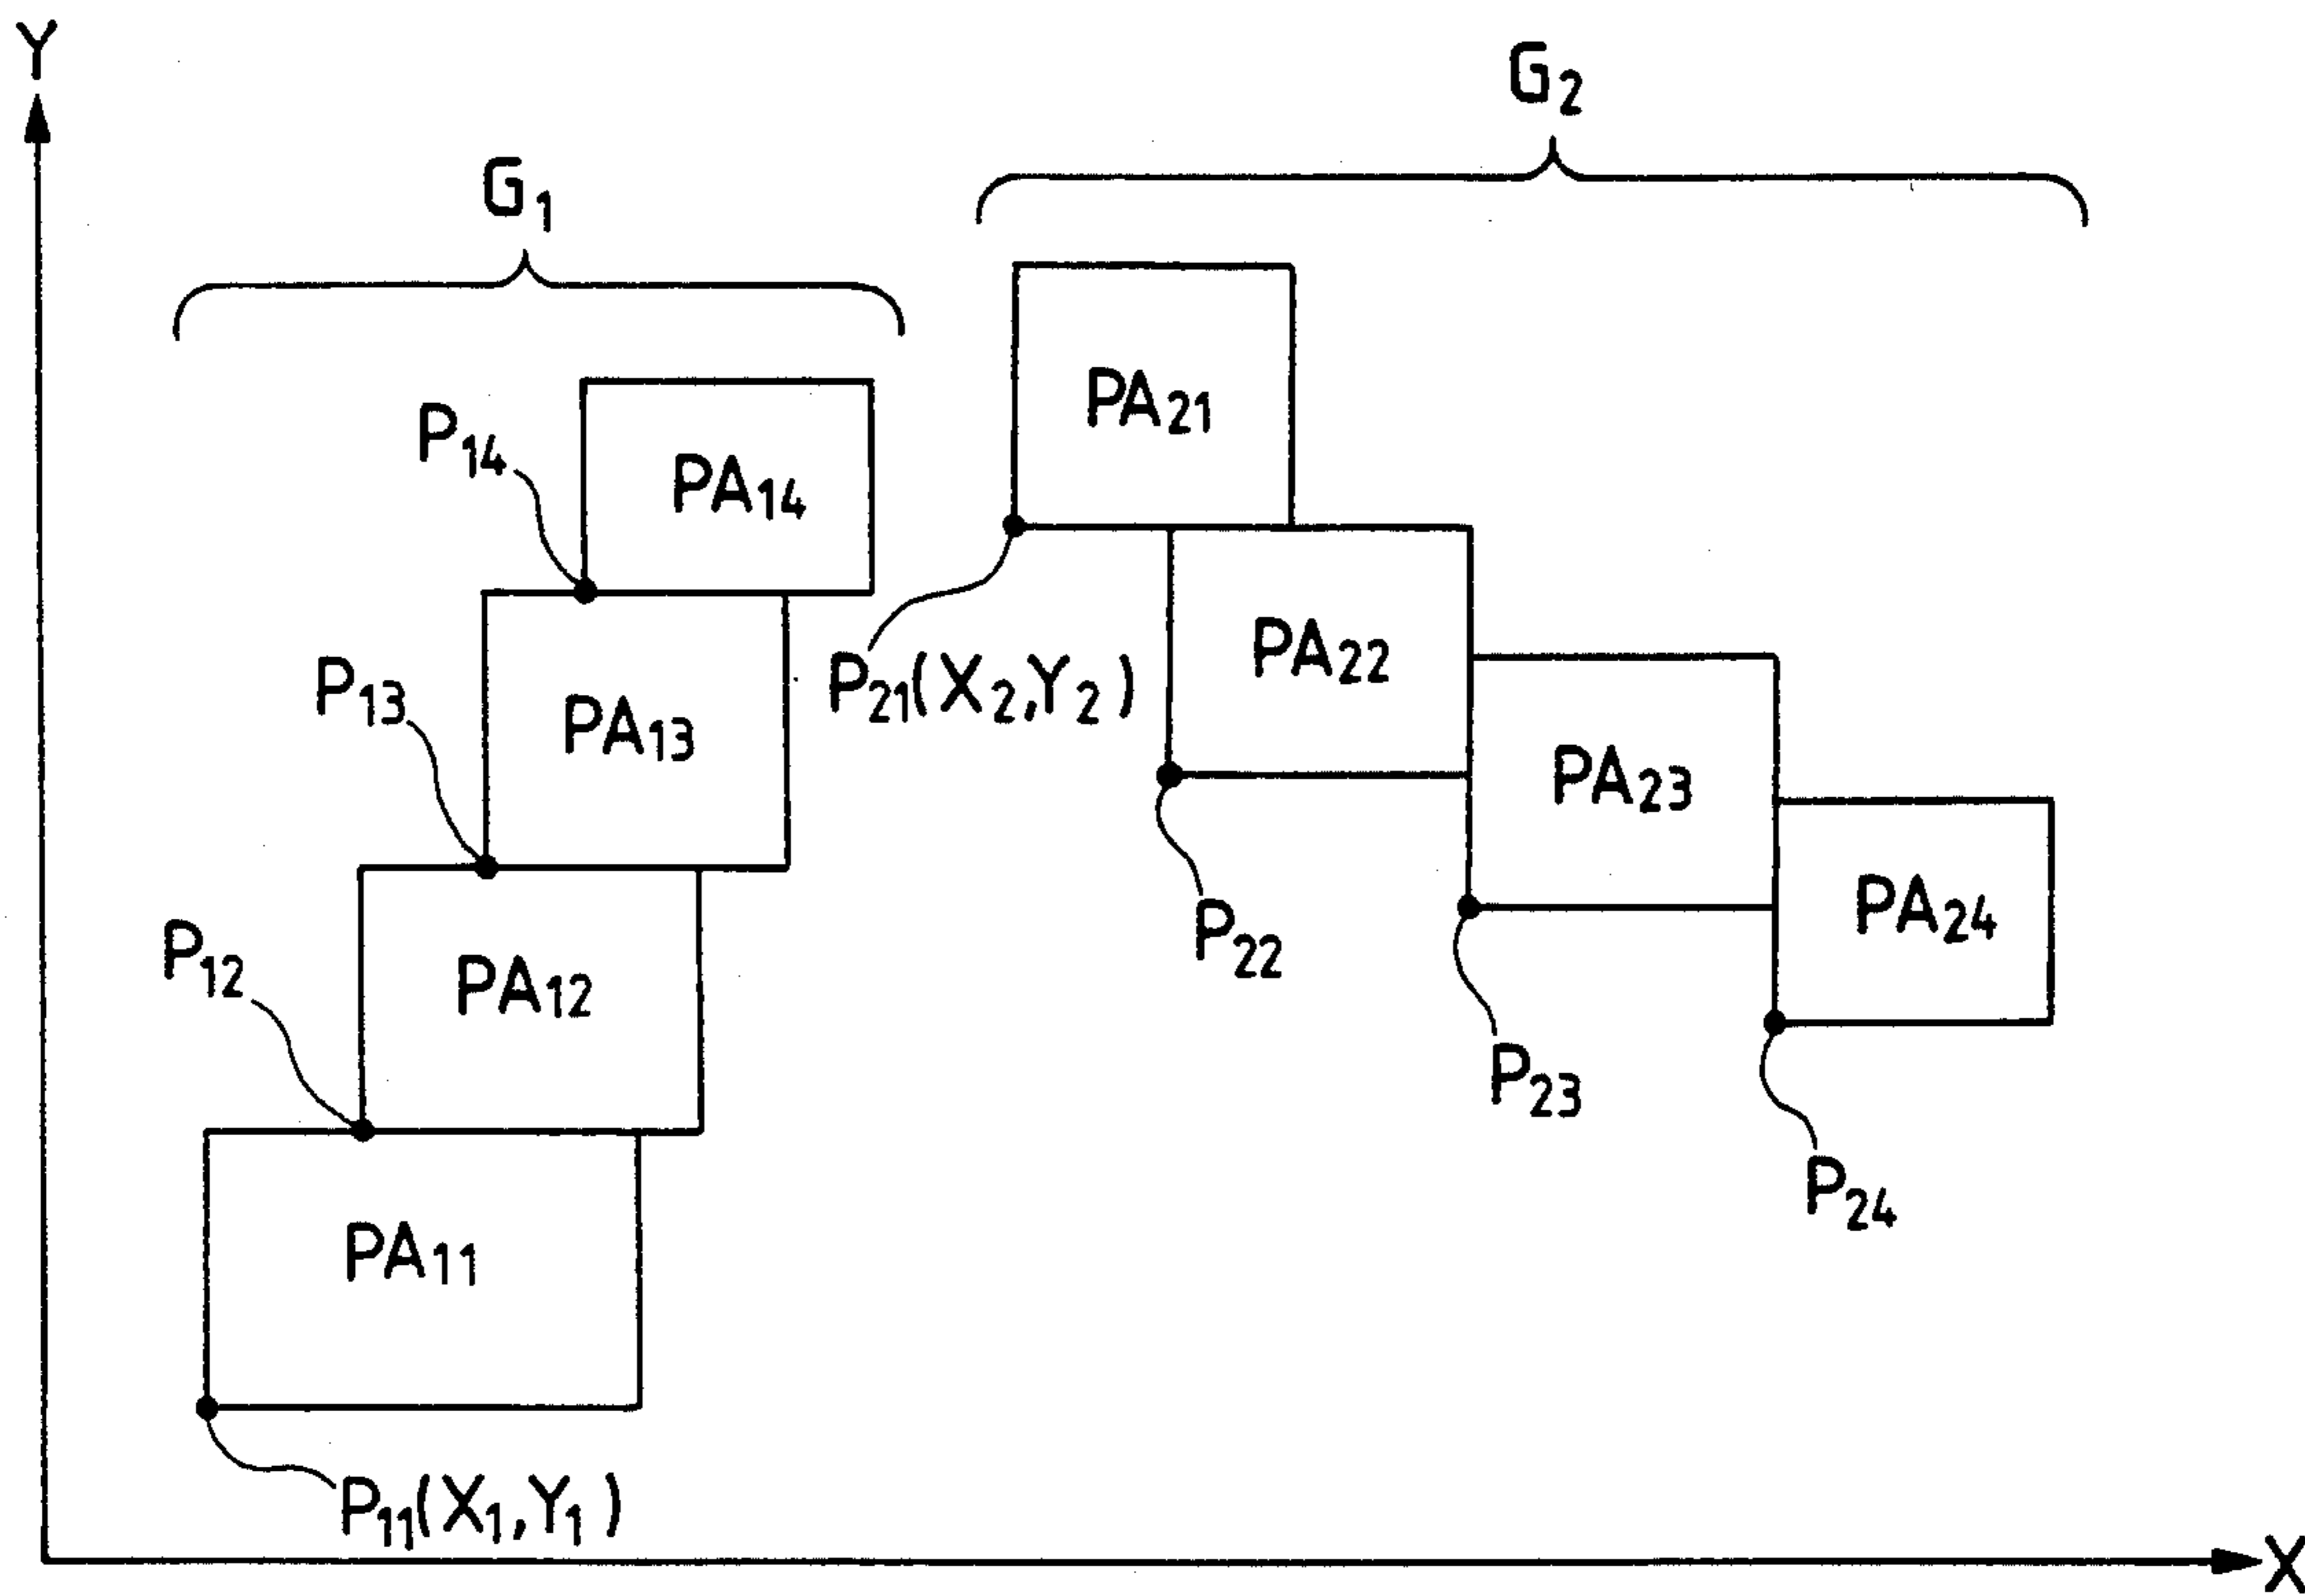 Y
G2
G1
PA21
P14
PA14
PA22
P21(X2,Y2)
P13
PA13
PA23
PA24
P22
P12
PA12
P23
P24
PA11
P11(X1,Y1)
X